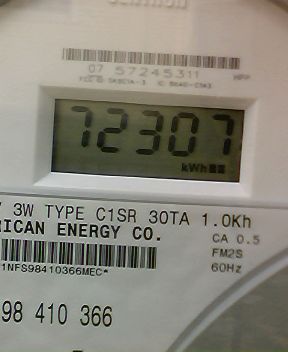 07 57245311
72307
kWh
3W TYPE C1SR 30TA 1.0Kh
RICAN ENERGY CO.
CA 0.5
FM2S
60Hz
1NFS98410366MEC*
98 410 366